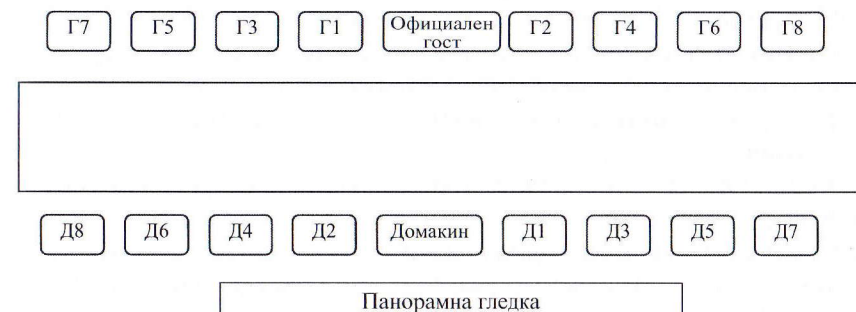 Г7 Г5 Г3 Г1 Официален гост Г2 Г4 Г6 Г8
Д8 Д6 Д4 Д2 Домакин Д1 Д3 Д5 Д7
Панорамна гледка